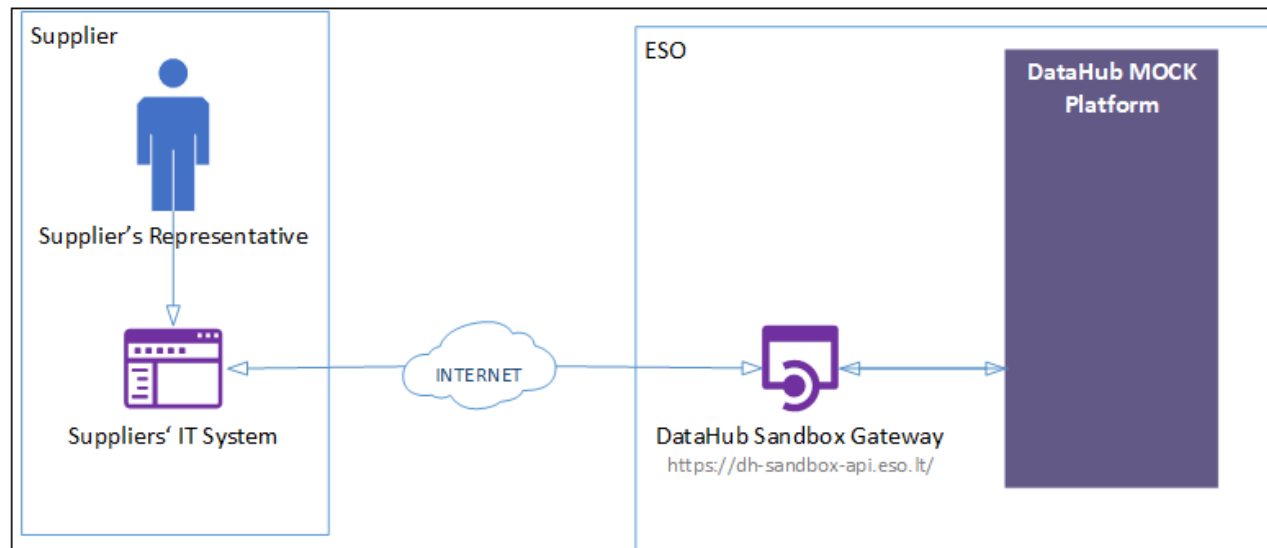 Supplier
ESO
DataHub MOCK
Platform
Supplier’s Representative
INTERNET
Suppliers‘ IT System
DataHub Sandbox Gateway
https://dh-sandbox-api.eso.lt/